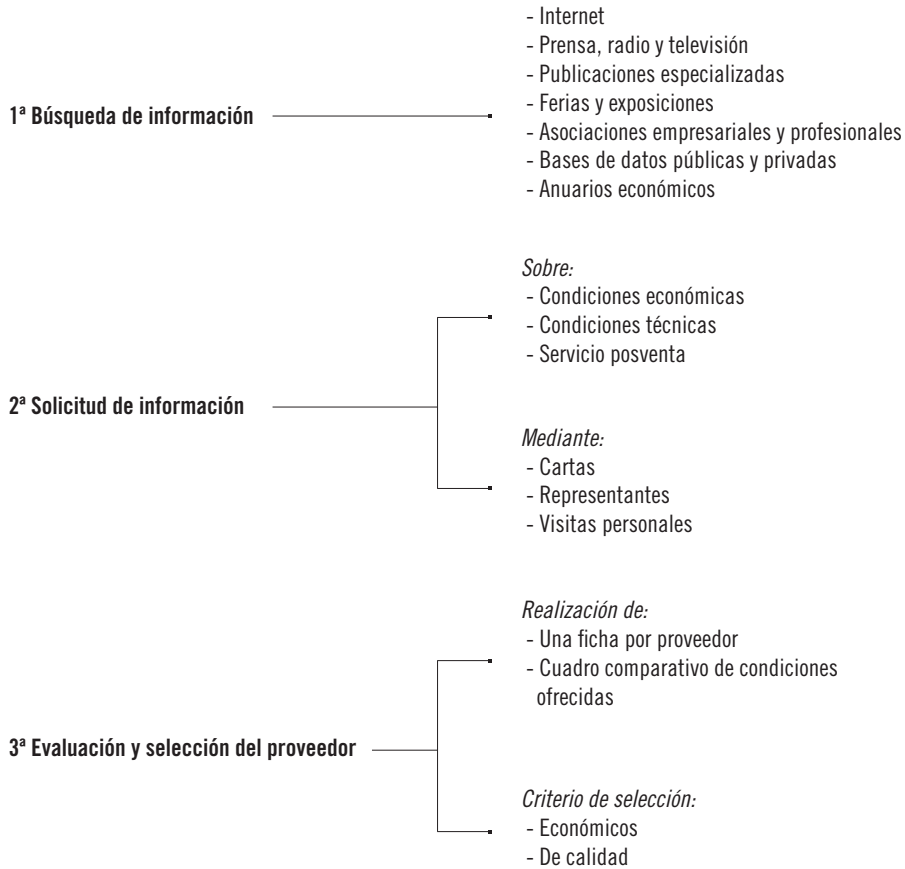 1ª Búsqueda de información
- Internet
- Prensa, radio y televisión
- Publicaciones especializadas
- Ferias y exposiciones
- Asociaciones empresariales y profesionales
- Bases de datos públicas y privadas
- Anuarios económicos
2ª Solicitud de información
Sobre:
- Condiciones económicas
- Condiciones técnicas
- Servicio posventa
Mediante:
- Cartas
- Representantes
- Visitas personales
3ª Evaluación y selección del proveedor
Realización de:
- Una ficha por proveedor
- Cuadro comparativo de condiciones
ofrecidas
Criterio de selección:
- Económicos
- De calidad